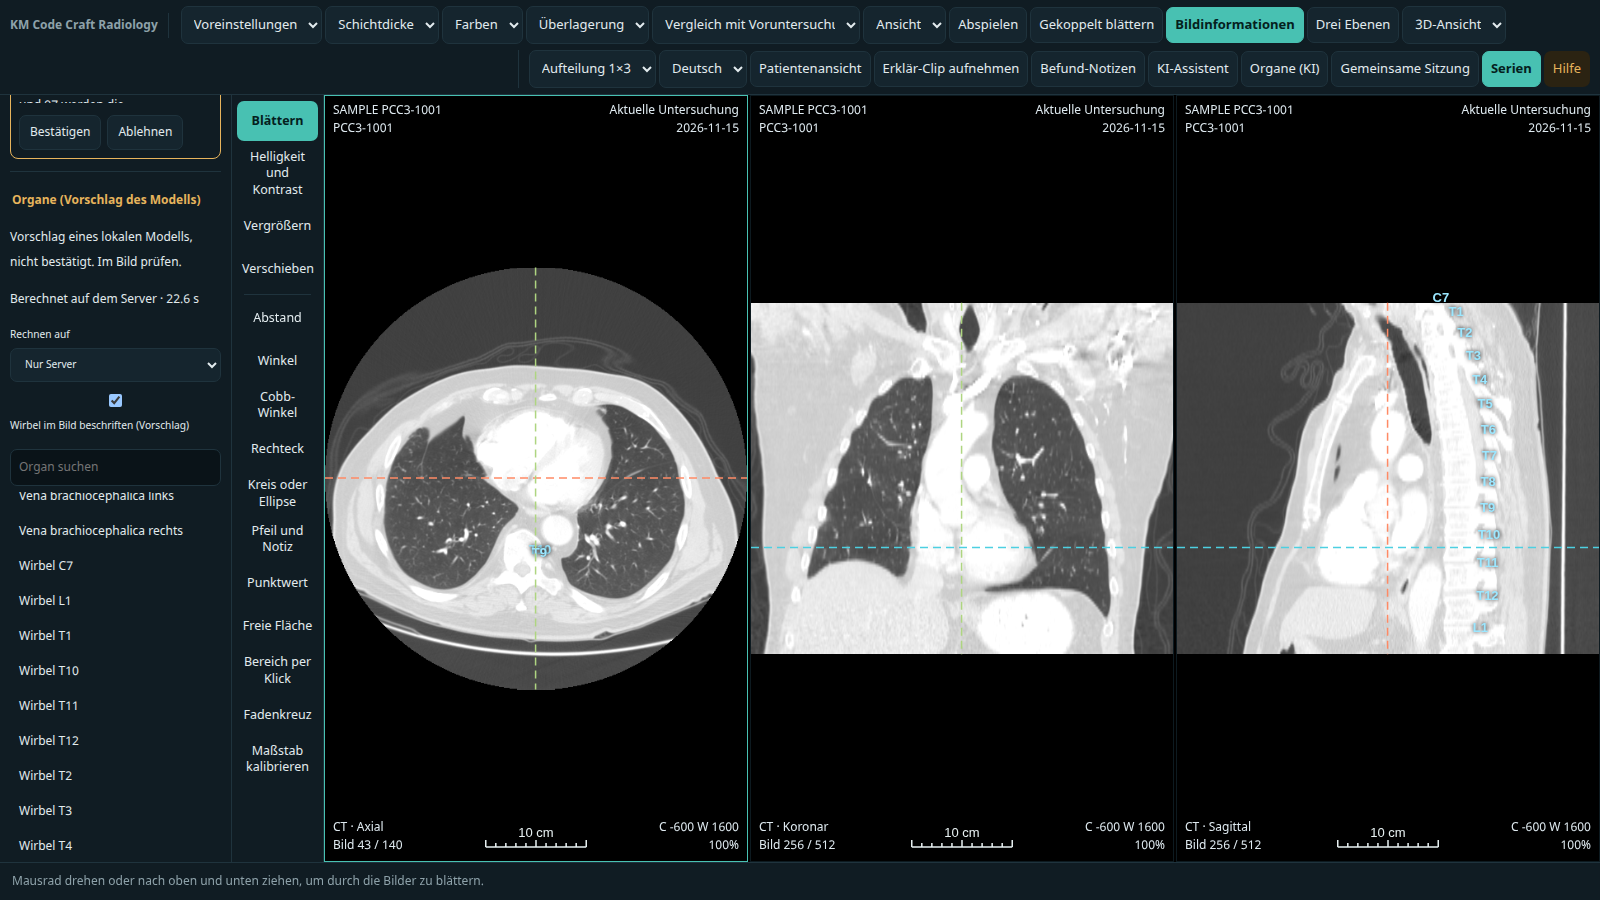 KM Code Craft Radiology
Voreinstellungen
Schichtdicke
Farben
Überlagerung
Vergleich mit Voruntersuchu
Ansicht
Abspielen
Gekoppelt blättern
Bildinformationen
Drei Ebenen
3D-Ansicht
Aufteilung 1×3
Deutsch
Patientenansicht
Erklär-Clip aufnehmen
Befund-Notizen
KI-Assistent
Organe (KI)
Gemeinsame Sitzung
Serien
Hilfe
Bestätigen
Ablehnen
Organe (Vorschlag des Modells)
Vorschlag eines lokalen Modells,
nicht bestätigt. Im Bild prüfen.
Berechnet auf dem Server · 22.6 s
Rechnen auf
Nur Server
Wirbel im Bild beschriften (Vorschlag)
Organ suchen
Vena brachiocephalica links
Vena brachiocephalica rechts
Wirbel C7
Wirbel L1
Wirbel T1
Wirbel T10
Wirbel T11
Wirbel T12
Wirbel T2
Wirbel T3
Wirbel T4
Blättern
Helligkeit
und
Kontrast
Vergrößern
Verschieben
Abstand
Winkel
Cobb-
Winkel
Rechteck
Kreis oder
Ellipse
Pfeil und
Notiz
Punktwert
Freie Fläche
Bereich per
Klick
Fadenkreuz
Maßstab
kalibrieren
SAMPLE PCC3-1001
PCC3-1001
Aktuelle Untersuchung
2026-11-15
CT · Axial
Bild 43 / 140
10 cm
C -600 W 1600
100%
SAMPLE PCC3-1001
PCC3-1001
Aktuelle Untersuchung
2026-11-15
CT · Koronar
Bild 256 / 512
10 cm
C -600 W 1600
100%
SAMPLE PCC3-1001
PCC3-1001
Aktuelle Untersuchung
2026-11-15
C7
T1
T2
T3
T4
T5
T6
T7
T8
T9
T10
T11
T12
L1
CT · Sagittal
Bild 256 / 512
10 cm
C -600 W 1600
100%
Mausrad drehen oder nach oben und unten ziehen, um durch die Bilder zu blättern.